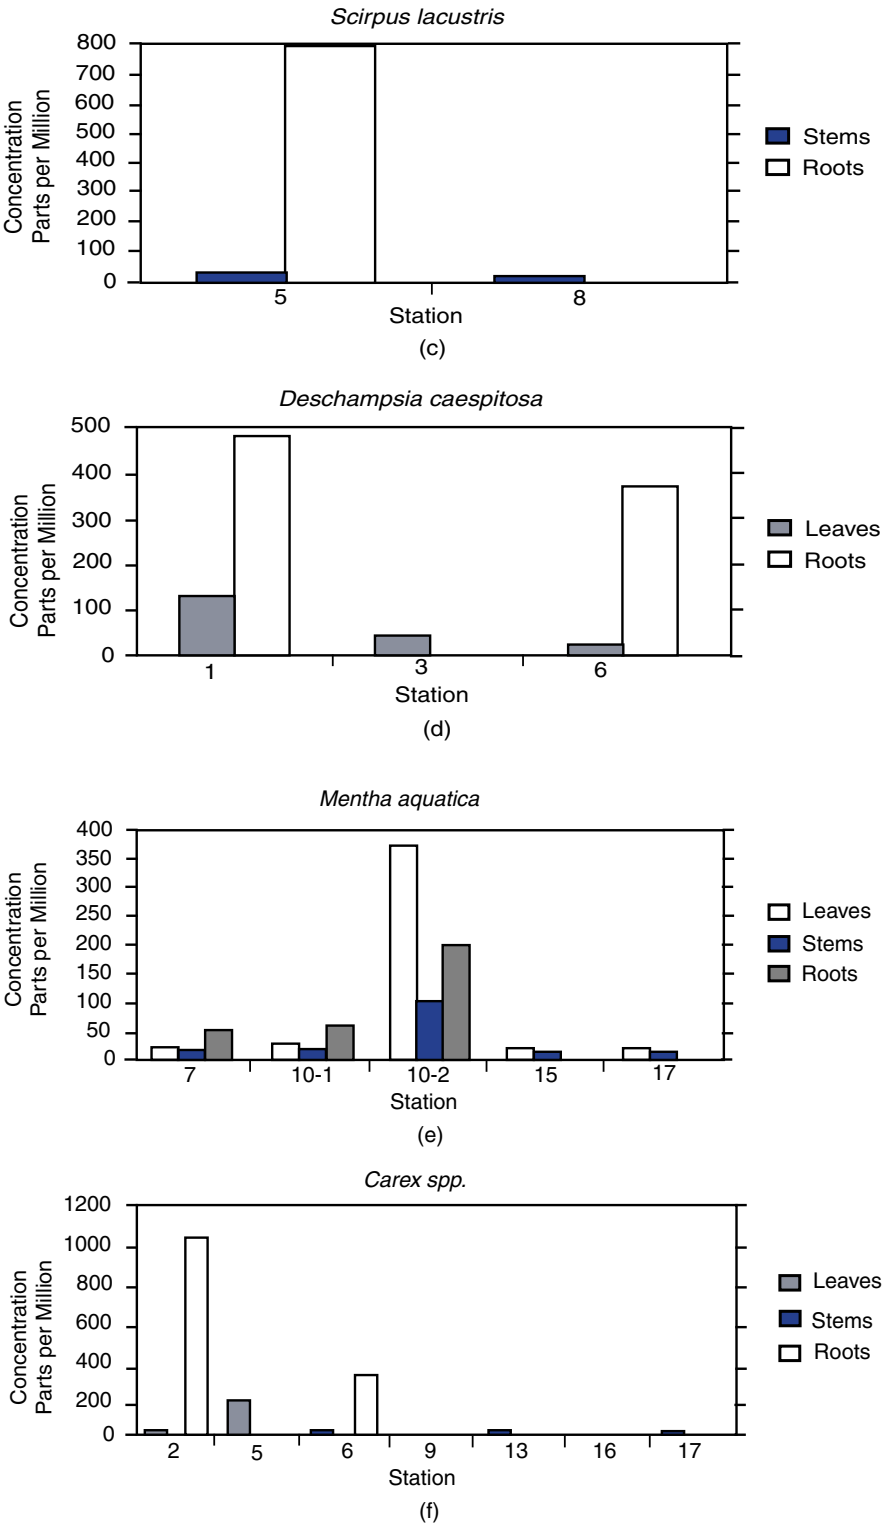 Scirpus lacustris
800
700
600
500
400
300
200
100
0
Concentration
Parts per Million
5 8
Station
(c)
Stems
Roots
Deschampsia caespitosa
500
400
300
200
100
0
Concentration
Parts per Million
1 3 6
Station
(d)
Leaves
Roots
Mentha aquatica
400
350
300
250
200
150
100
50
0
Concentration
Parts per Million
7 10-1 10-2 15 17
Station
(e)
Leaves
Stems
Roots
Carex spp.
1200
1000
800
600
400
200
0
Concentration
Parts per Million
2 5 6 9 13 16 17
Station
(f)
Leaves
Stems
Roots